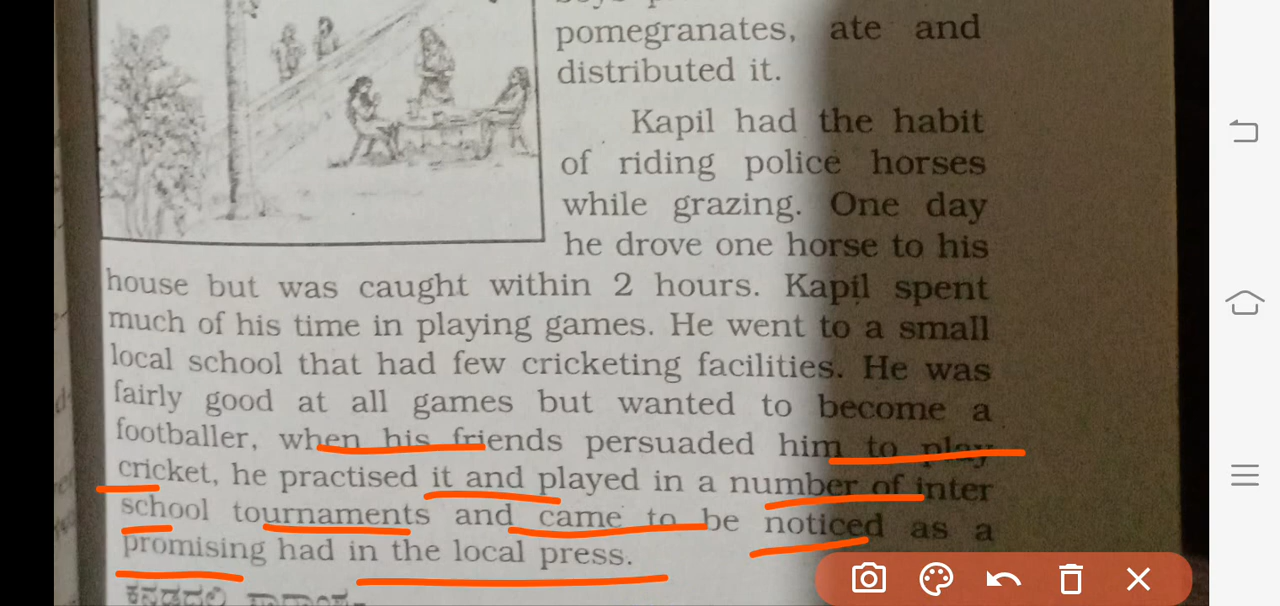 pomegranates, ate and
distributed it.
Kapil had the habit
of riding police horses
while grazing. One day
he drove one horse to his
house but was caught within 2 hours. Kapil spent
much of his time in playing games. He went to a small
local school that had few cricketing facilities. He was
fairly good at all games but wanted to become a
footballer, when his friends persuaded him to play
cricket, he practised it and played in a number of inter
school tournaments and came to be noticed as a
promising had in the local press.